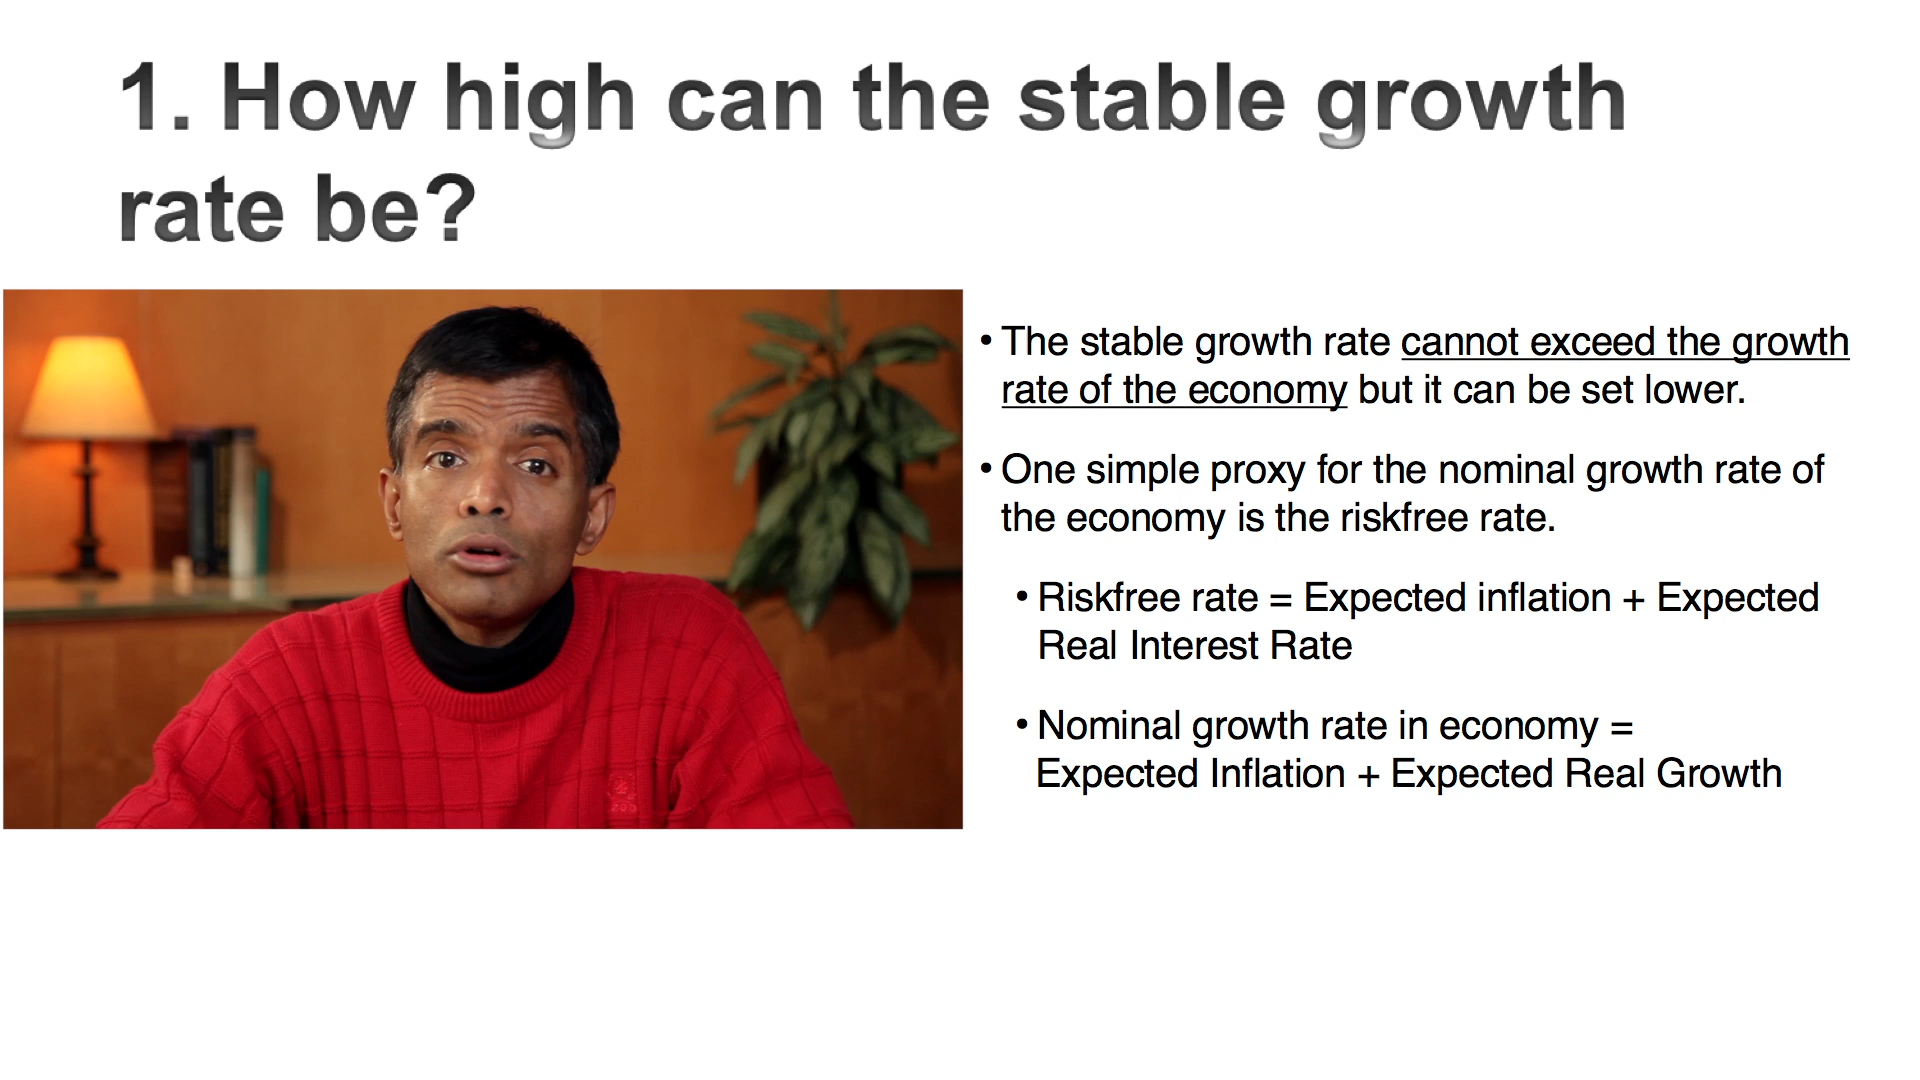 1. How high can the stable growth
rate be?
• The stable growth rate cannot exceed the growth
rate of the economy but it can be set lower.
• One simple proxy for the nominal growth rate of
the economy is the riskfree rate.
• Riskfree rate = Expected inflation + Expected
Real Interest Rate
• Nominal growth rate in economy =
Expected Inflation + Expected Real Growth